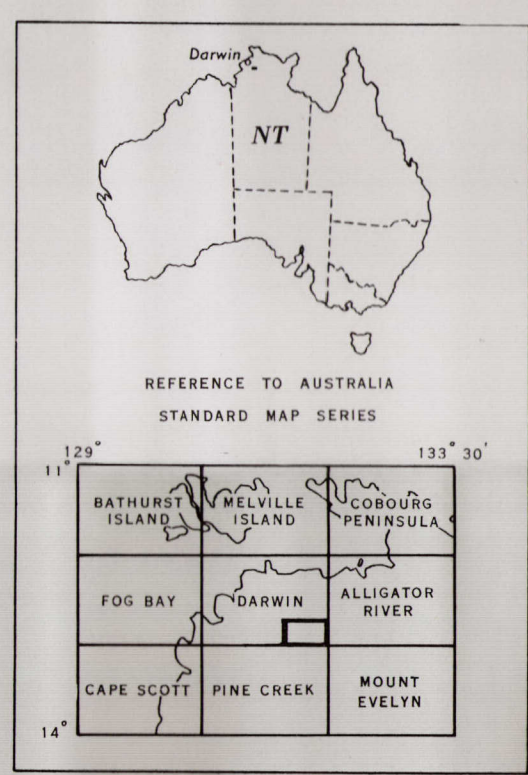 Darwin
NT
REFERENCE TO AUSTRALIA
STANDARD MAP SERIES
129°
133° 30'
11°
BATHURST
ISLAND
MELVILLE
ISLAND
COBOURG
PENINSULA
FOG BAY
DARWIN
ALLIGATOR
RIVER
CAPE SCOTT
PINE CREEK
MOUNT
EVELYN
14°